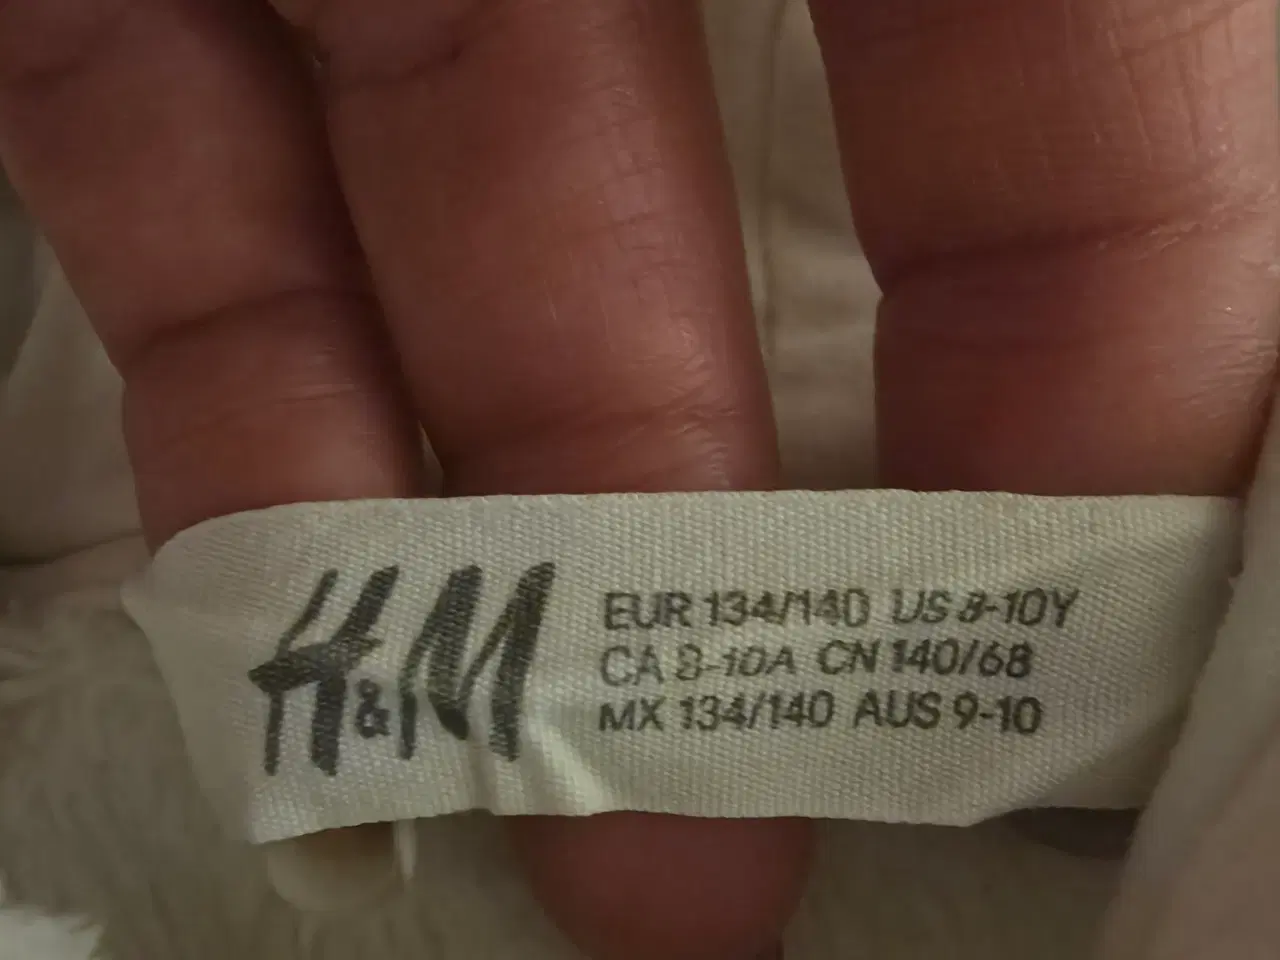 H&M
EUR 134/140 US 8-10Y
CA 8-10A CN 140/68
MX 134/140 AUS 9-10